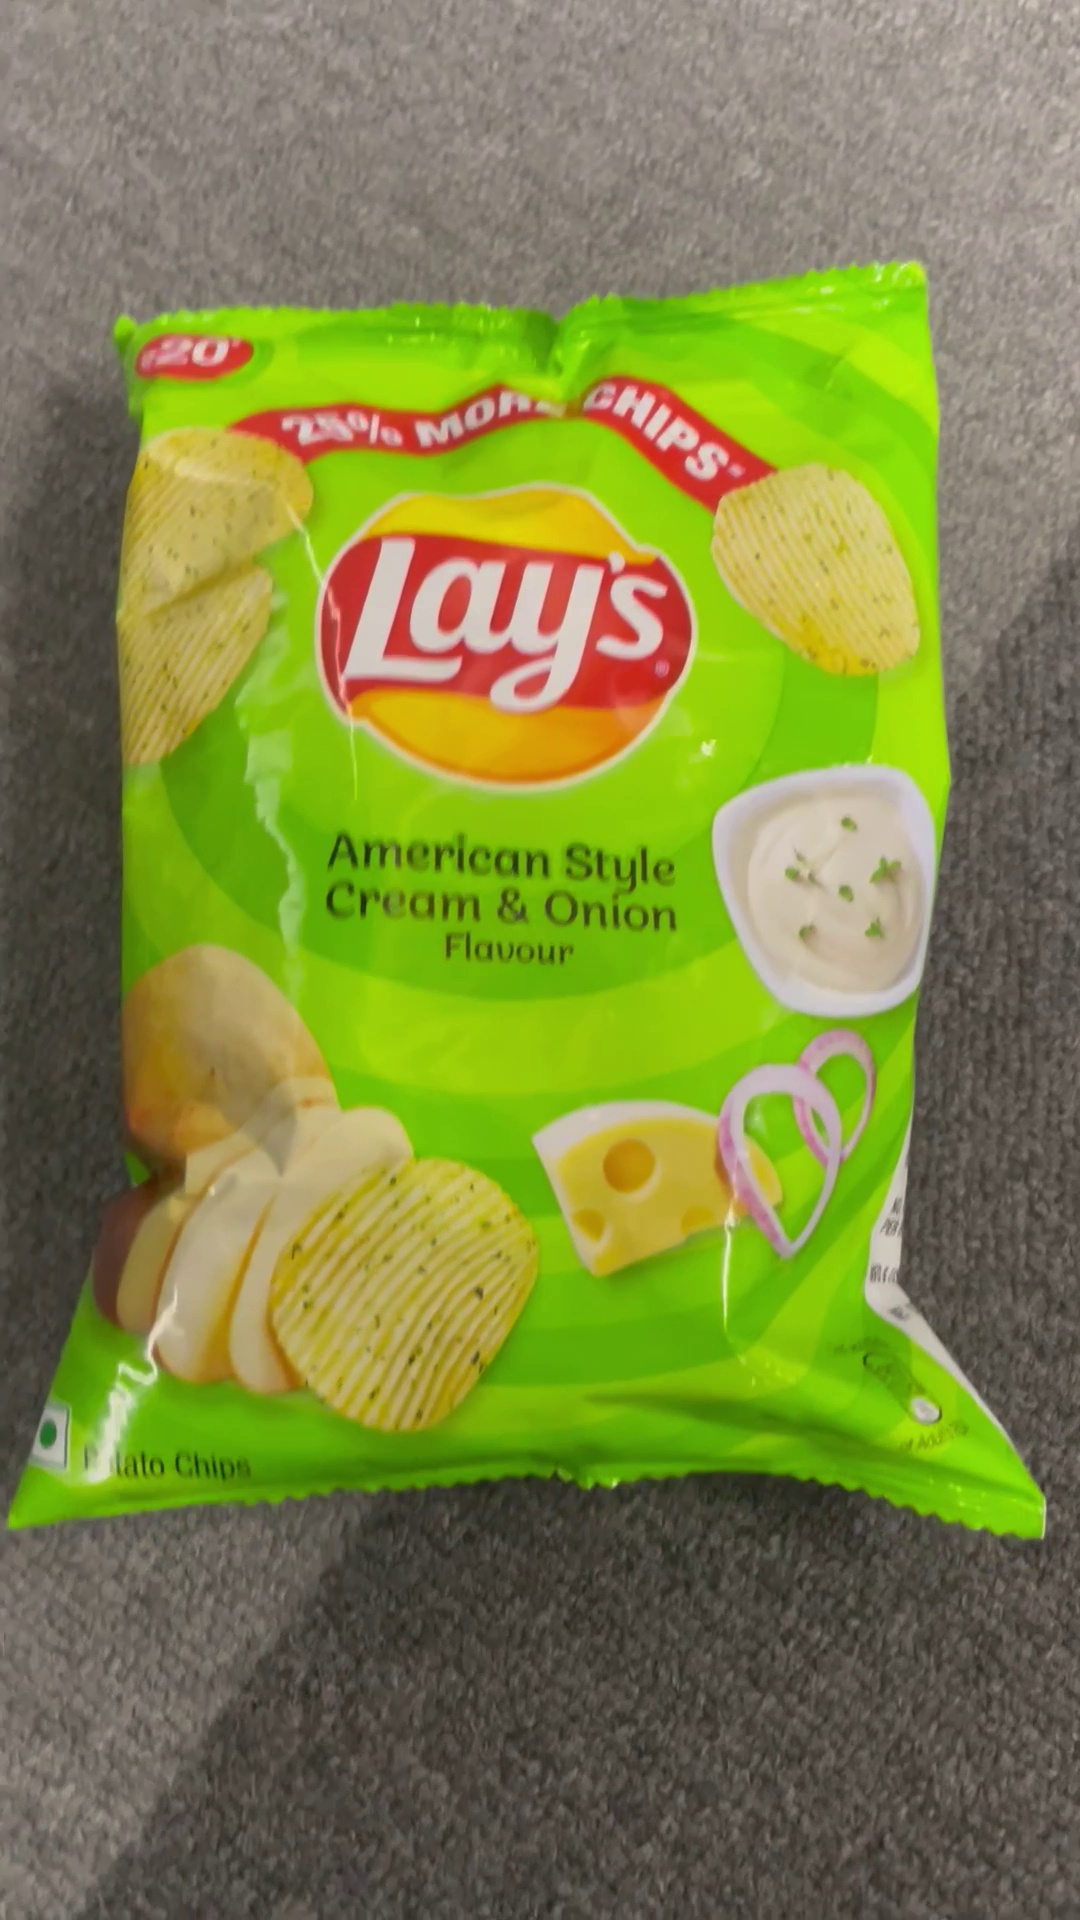 ₹20*
25% MORE CHIPS*
Lay's
American Style
Cream & Onion
Flavour
Potato Chips